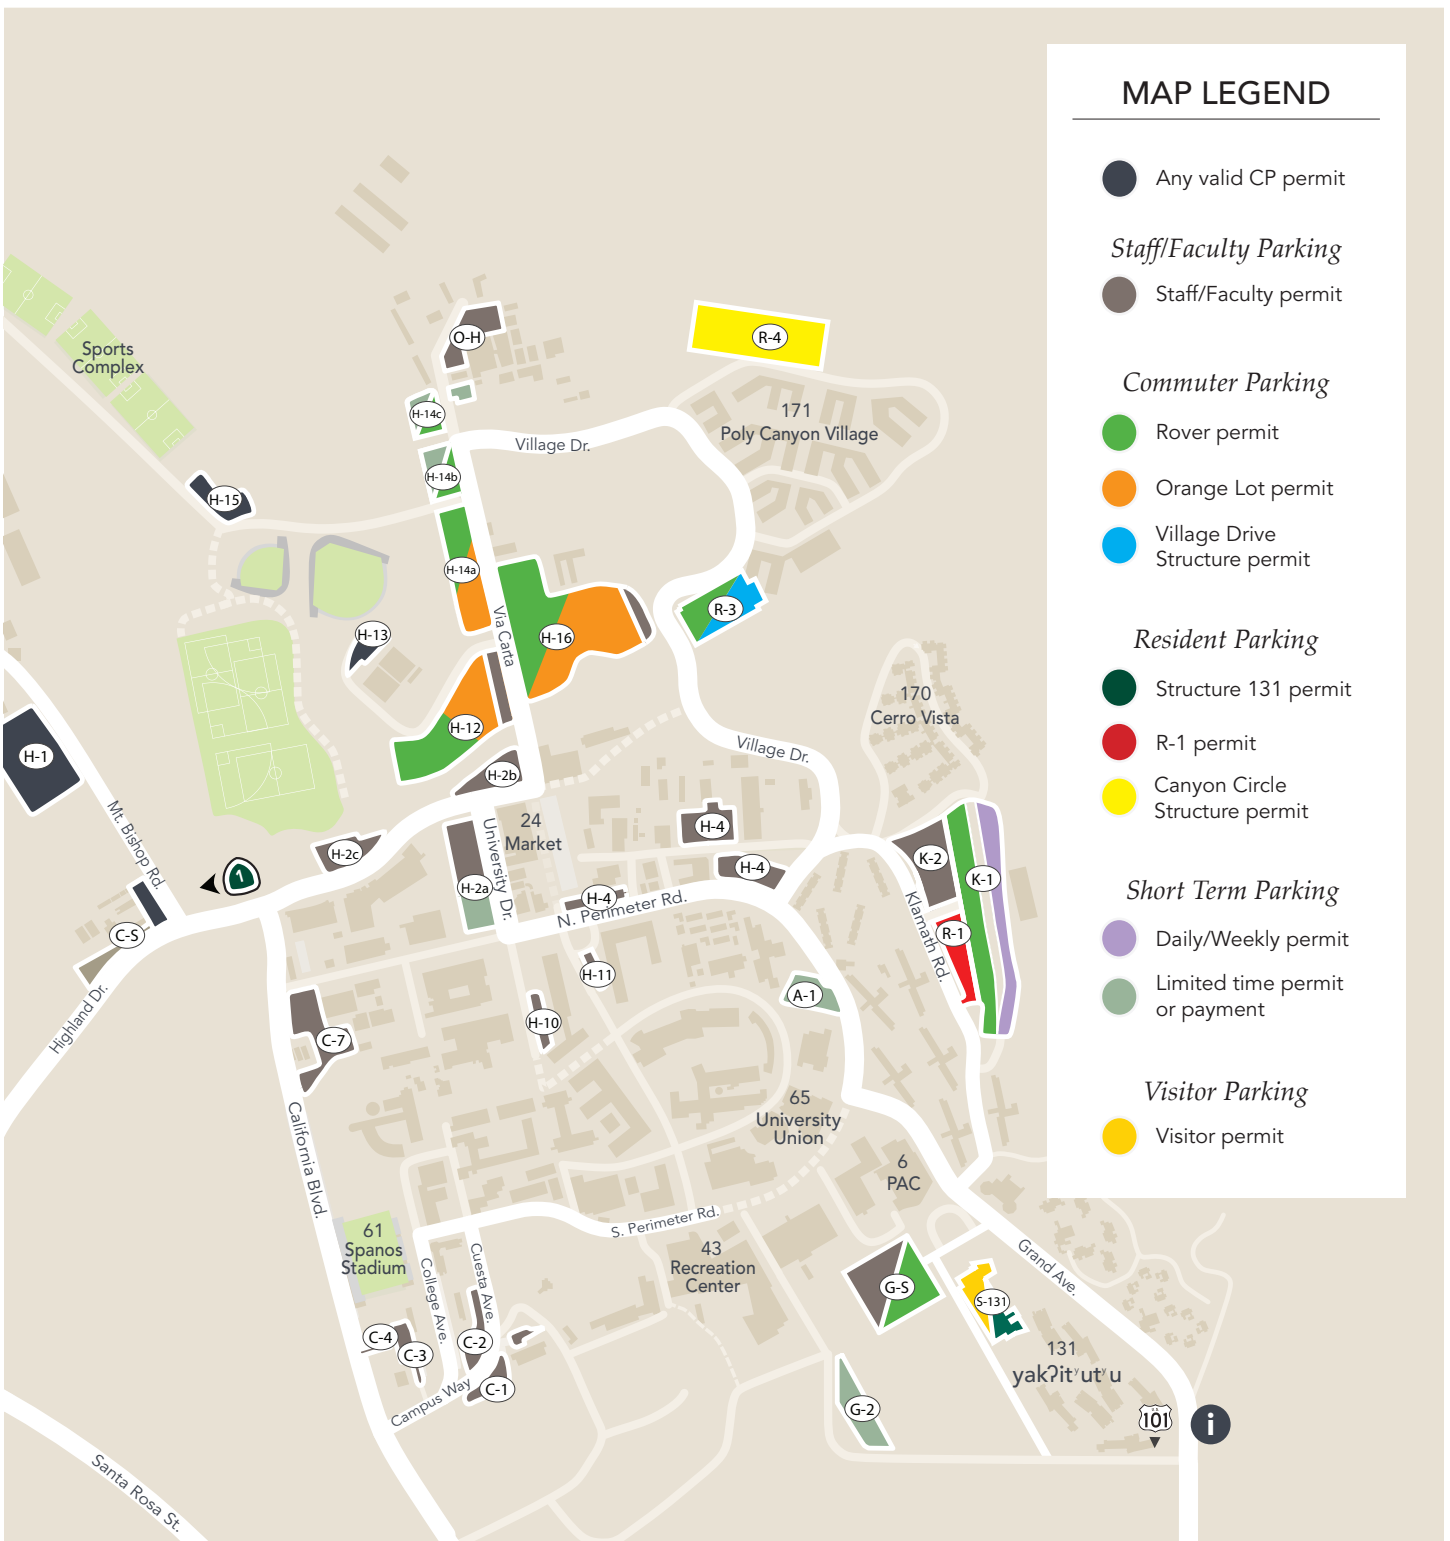 MAP LEGEND
Any valid CP permit
Staff/Faculty Parking
Staff/Faculty permit
Commuter Parking
Rover permit
Orange Lot permit
Village Drive
Structure permit
Resident Parking
Structure 131 permit
R-1 permit
Canyon Circle
Structure permit
Short Term Parking
Daily/Weekly permit
Limited time permit
or payment
Visitor Parking
Visitor permit
Sports
Complex
O-H
R-4
H-14c
171
Poly Canyon Village
Village Dr.
H-14b
H-15
H-14a
R-3
Via Carta
H-16
H-13
170
Cerro Vista
H-12
H-1
Village Dr.
H-2b
Mt. Bishop Rd.
24
Market
University Dr.
H-4
H-2c
H-4
K-2
K-1
1
H-2a
H-4
N. Perimeter Rd.
Klamath Rd.
R-1
C-S
H-11
A-1
Highland Dr.
H-10
C-7
65
University
Union
California Blvd.
6
PAC
61
Spanos
Stadium
S. Perimeter Rd.
43
Recreation
Center
College Ave.
Cuesta Ave.
Grand Ave.
G-S
S-131
C-4
C-3
C-2
131
yakʔitʸutʸu
C-1
Campus Way
G-2
U.S.
101
i
Santa Rosa St.